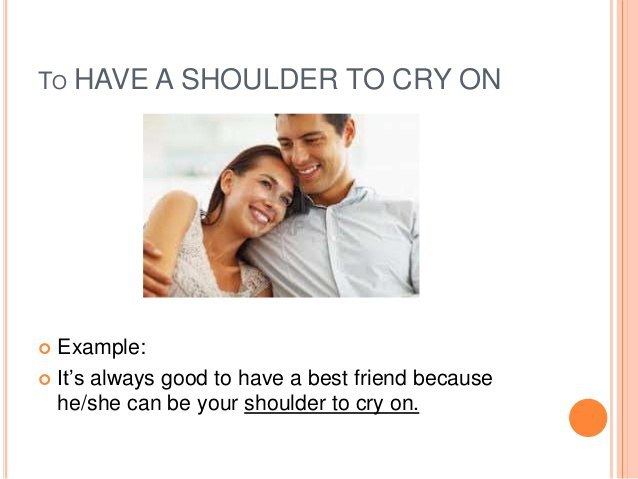 To HAVE A SHOULDER TO CRY ON
Example:
It’s always good to have a best friend because
he/she can be your shoulder to cry on.